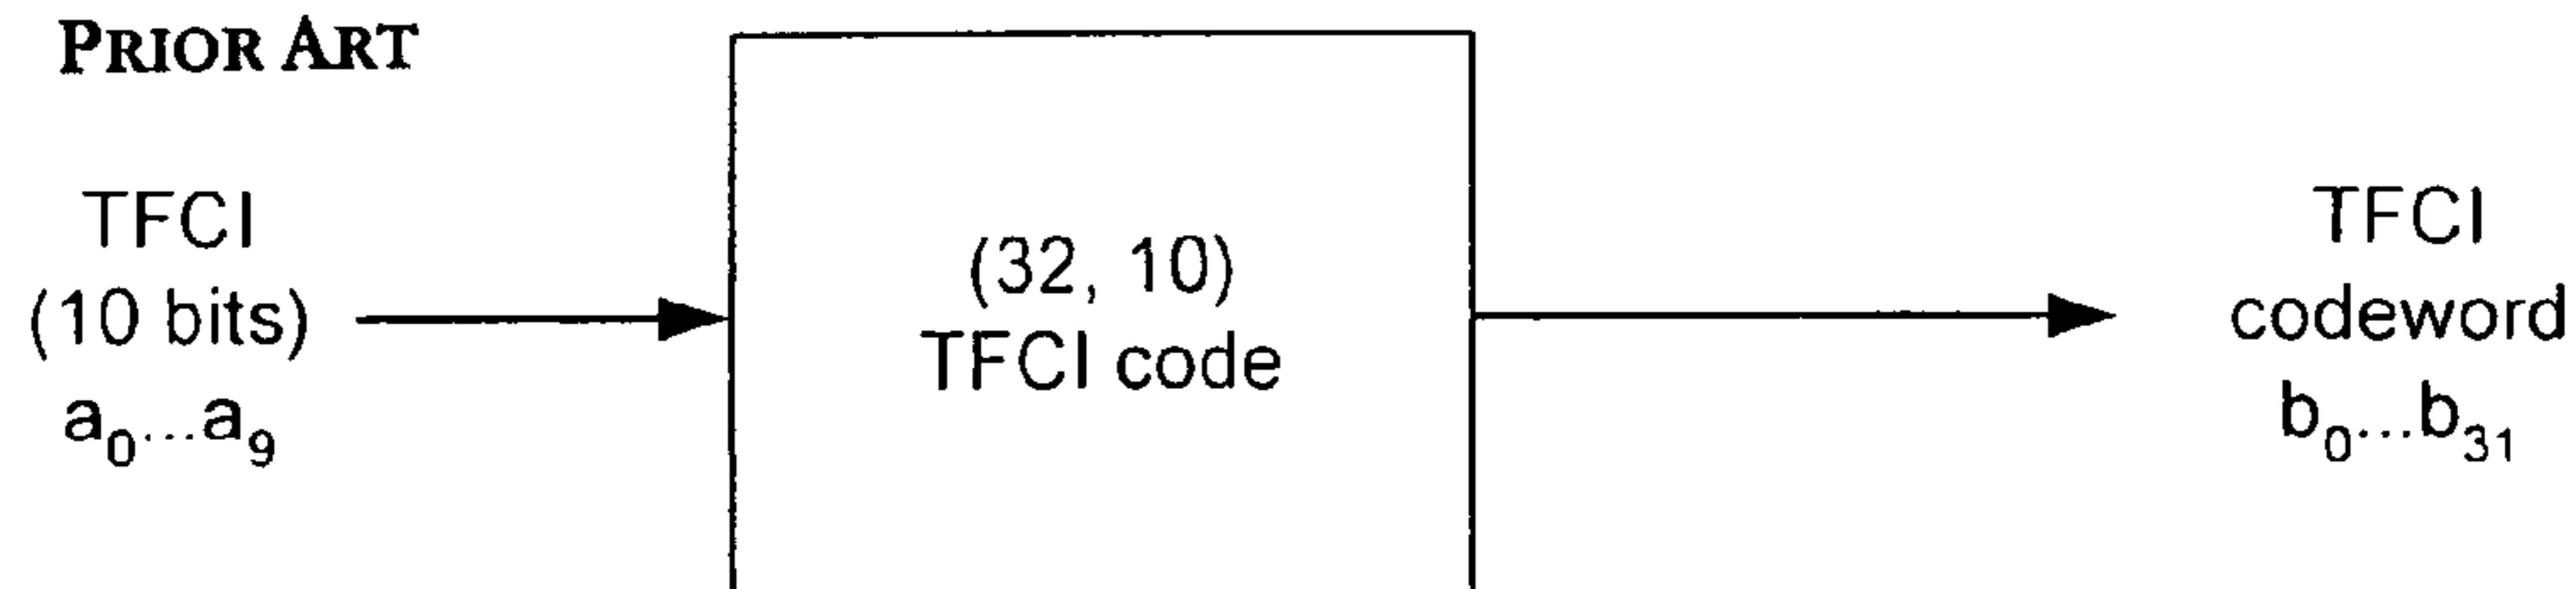 PRIOR ART
TFCI
(10 bits)
a₀...a₉
(32, 10)
TFCI code
TFCI
codeword
b₀...b₃₁